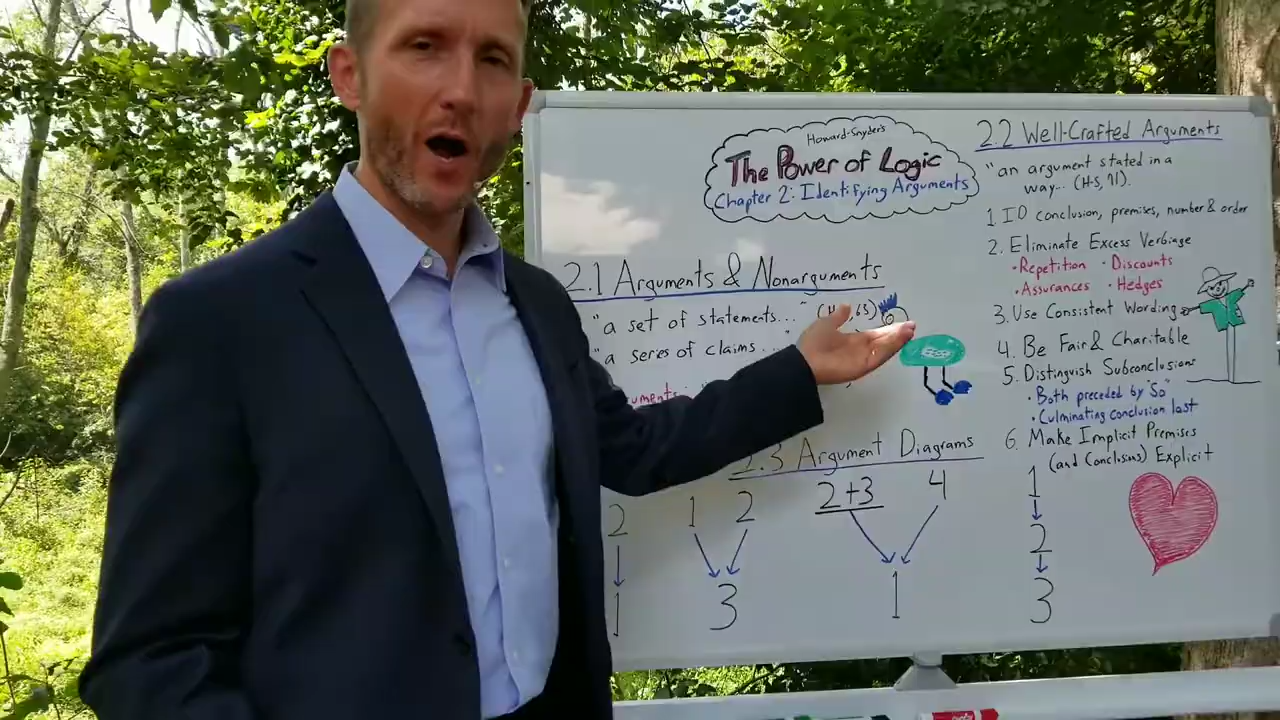 Howard-Snyder's
The Power of Logic
Chapter 2: Identifying Arguments
2.1 Arguments & Nonarguments
"a set of statements..."
"a series of claims...
2.3 Argument Diagrams
2 1 2 2+3 4
1 3 1
2.2 Well-Crafted Arguments
"an argument stated in a
way... (H-S, 71).
1 ID conclusion, premises, number & order
2. Eliminate Excess Verbiage
• Repetition • Discounts
• Assurances • Hedges
3. Use Consistent Wording
4. Be Fair & Charitable
5. Distinguish Subconclusions
• Both preceded by "So"
• Culminating conclusion last
6. Make Implicit Premises
(and Conclusions) Explicit
1
2
3